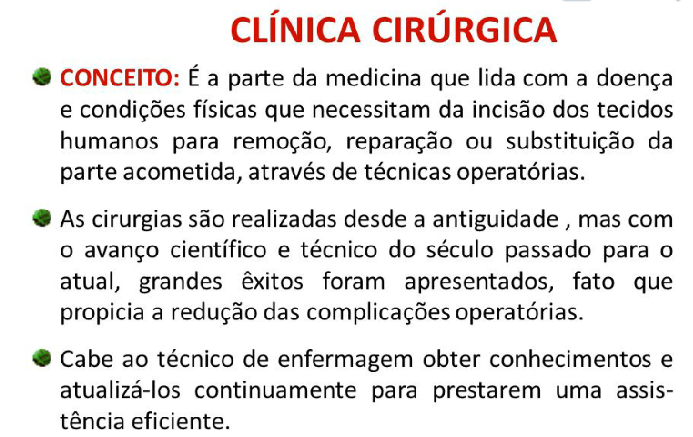 CLÍNICA CIRÚRGICA
CONCEITO: É a parte da medicina que lida com a doença
e condições físicas que necessitam da incisão dos tecidos
humanos para remoção, reparação ou substituição da
parte acometida, através de técnicas operatórias.
As cirurgias são realizadas desde a antiguidade , mas com
o avanço científico e técnico do século passado para o
atual, grandes êxitos foram apresentados, fato que
propicia a redução das complicações operatórias.
Cabe ao técnico de enfermagem obter conhecimentos e
atualizá-los continuamente para prestarem uma assis-
tência eficiente.